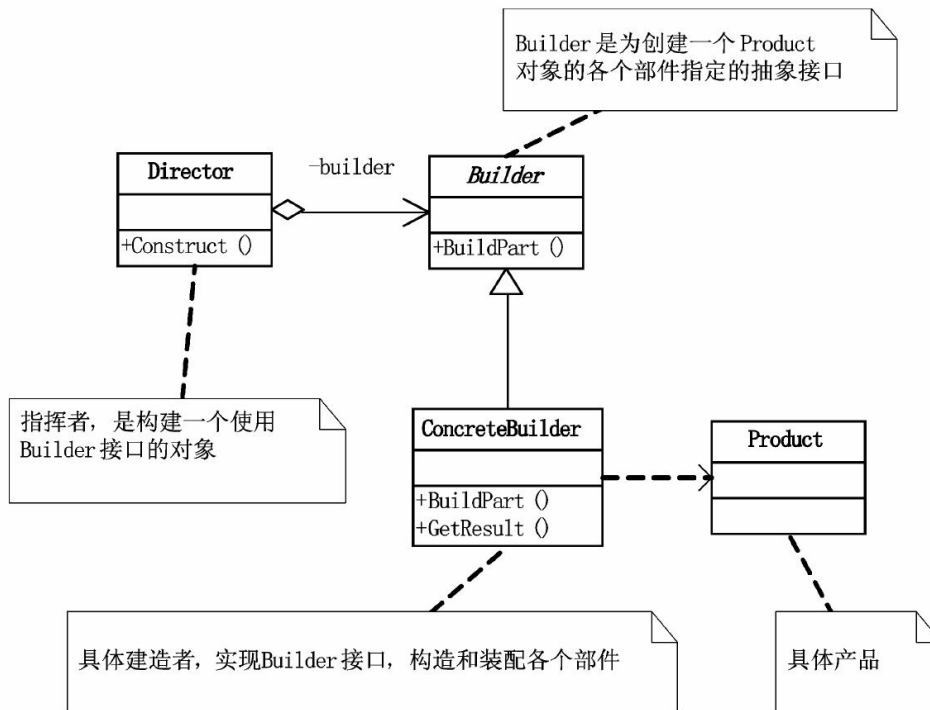 Builder是为创建一个Product
对象的各个部件指定的抽象接口
Director
-builder
Builder
+Construct()
+BuildPart()
指挥者，是构建一个使用
Builder接口的对象
ConcreteBuilder
Product
+BuildPart()
+GetResult()
具体建造者，实现Builder接口，构造和装配各个部件
具体产品